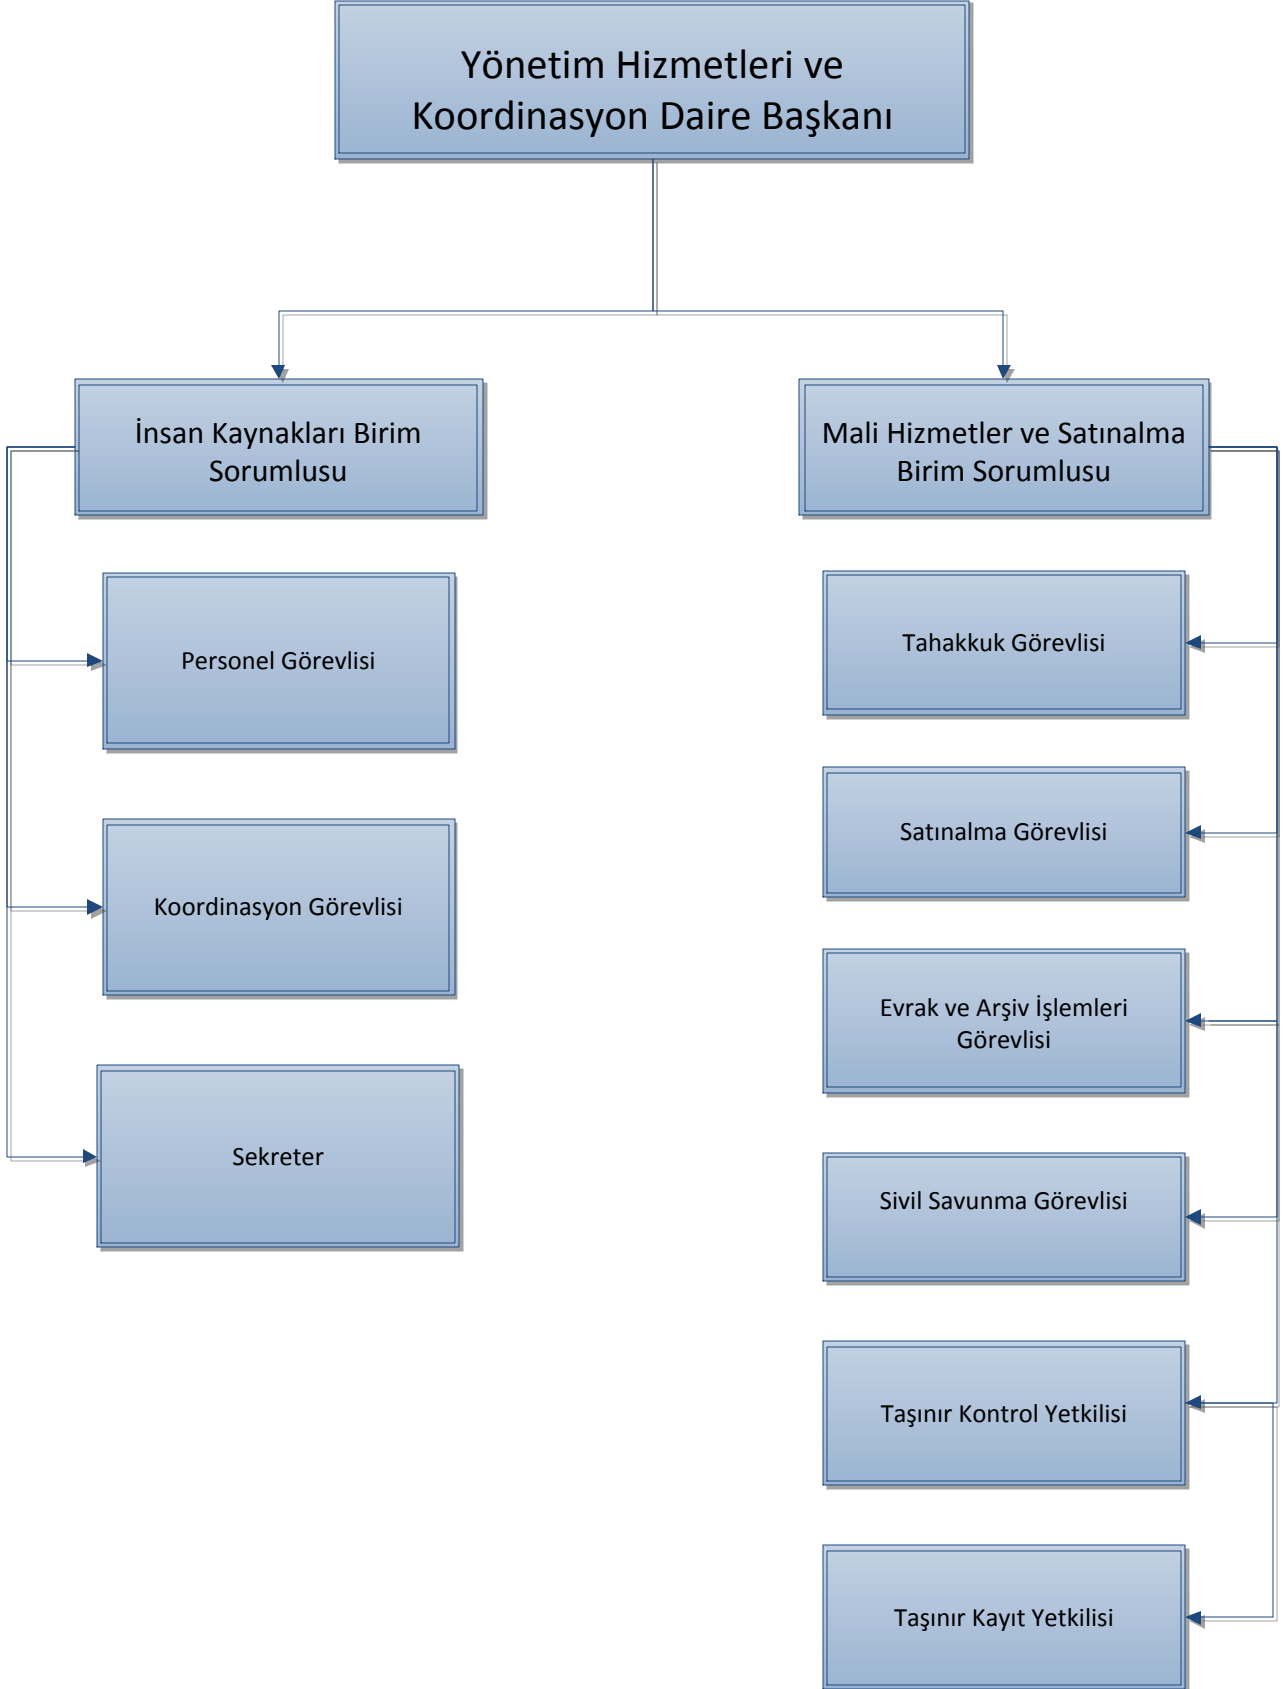 Yönetim Hizmetleri ve
Koordinasyon Daire Başkanı
İnsan Kaynakları Birim
Sorumlusu
Personel Görevlisi
Koordinasyon Görevlisi
Sekreter
Mali Hizmetler ve Satınalma
Birim Sorumlusu
Tahakkuk Görevlisi
Satınalma Görevlisi
Evrak ve Arşiv İşlemleri
Görevlisi
Sivil Savunma Görevlisi
Taşınır Kontrol Yetkilisi
Taşınır Kayıt Yetkilisi